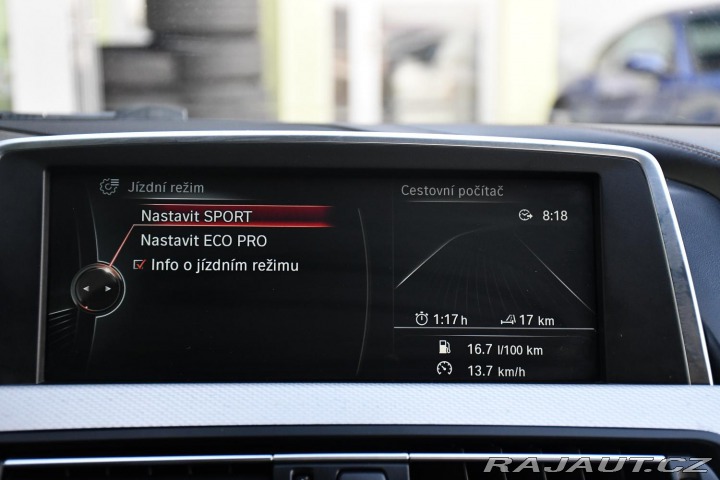 Jízdní režim
Nastavit SPORT
Nastavit ECO PRO
Info o jízdním režimu
Cestovní počítač
8:18
1:17 h 17 km
16.7 l/100 km
13.7 km/h
RAJAUT.CZ